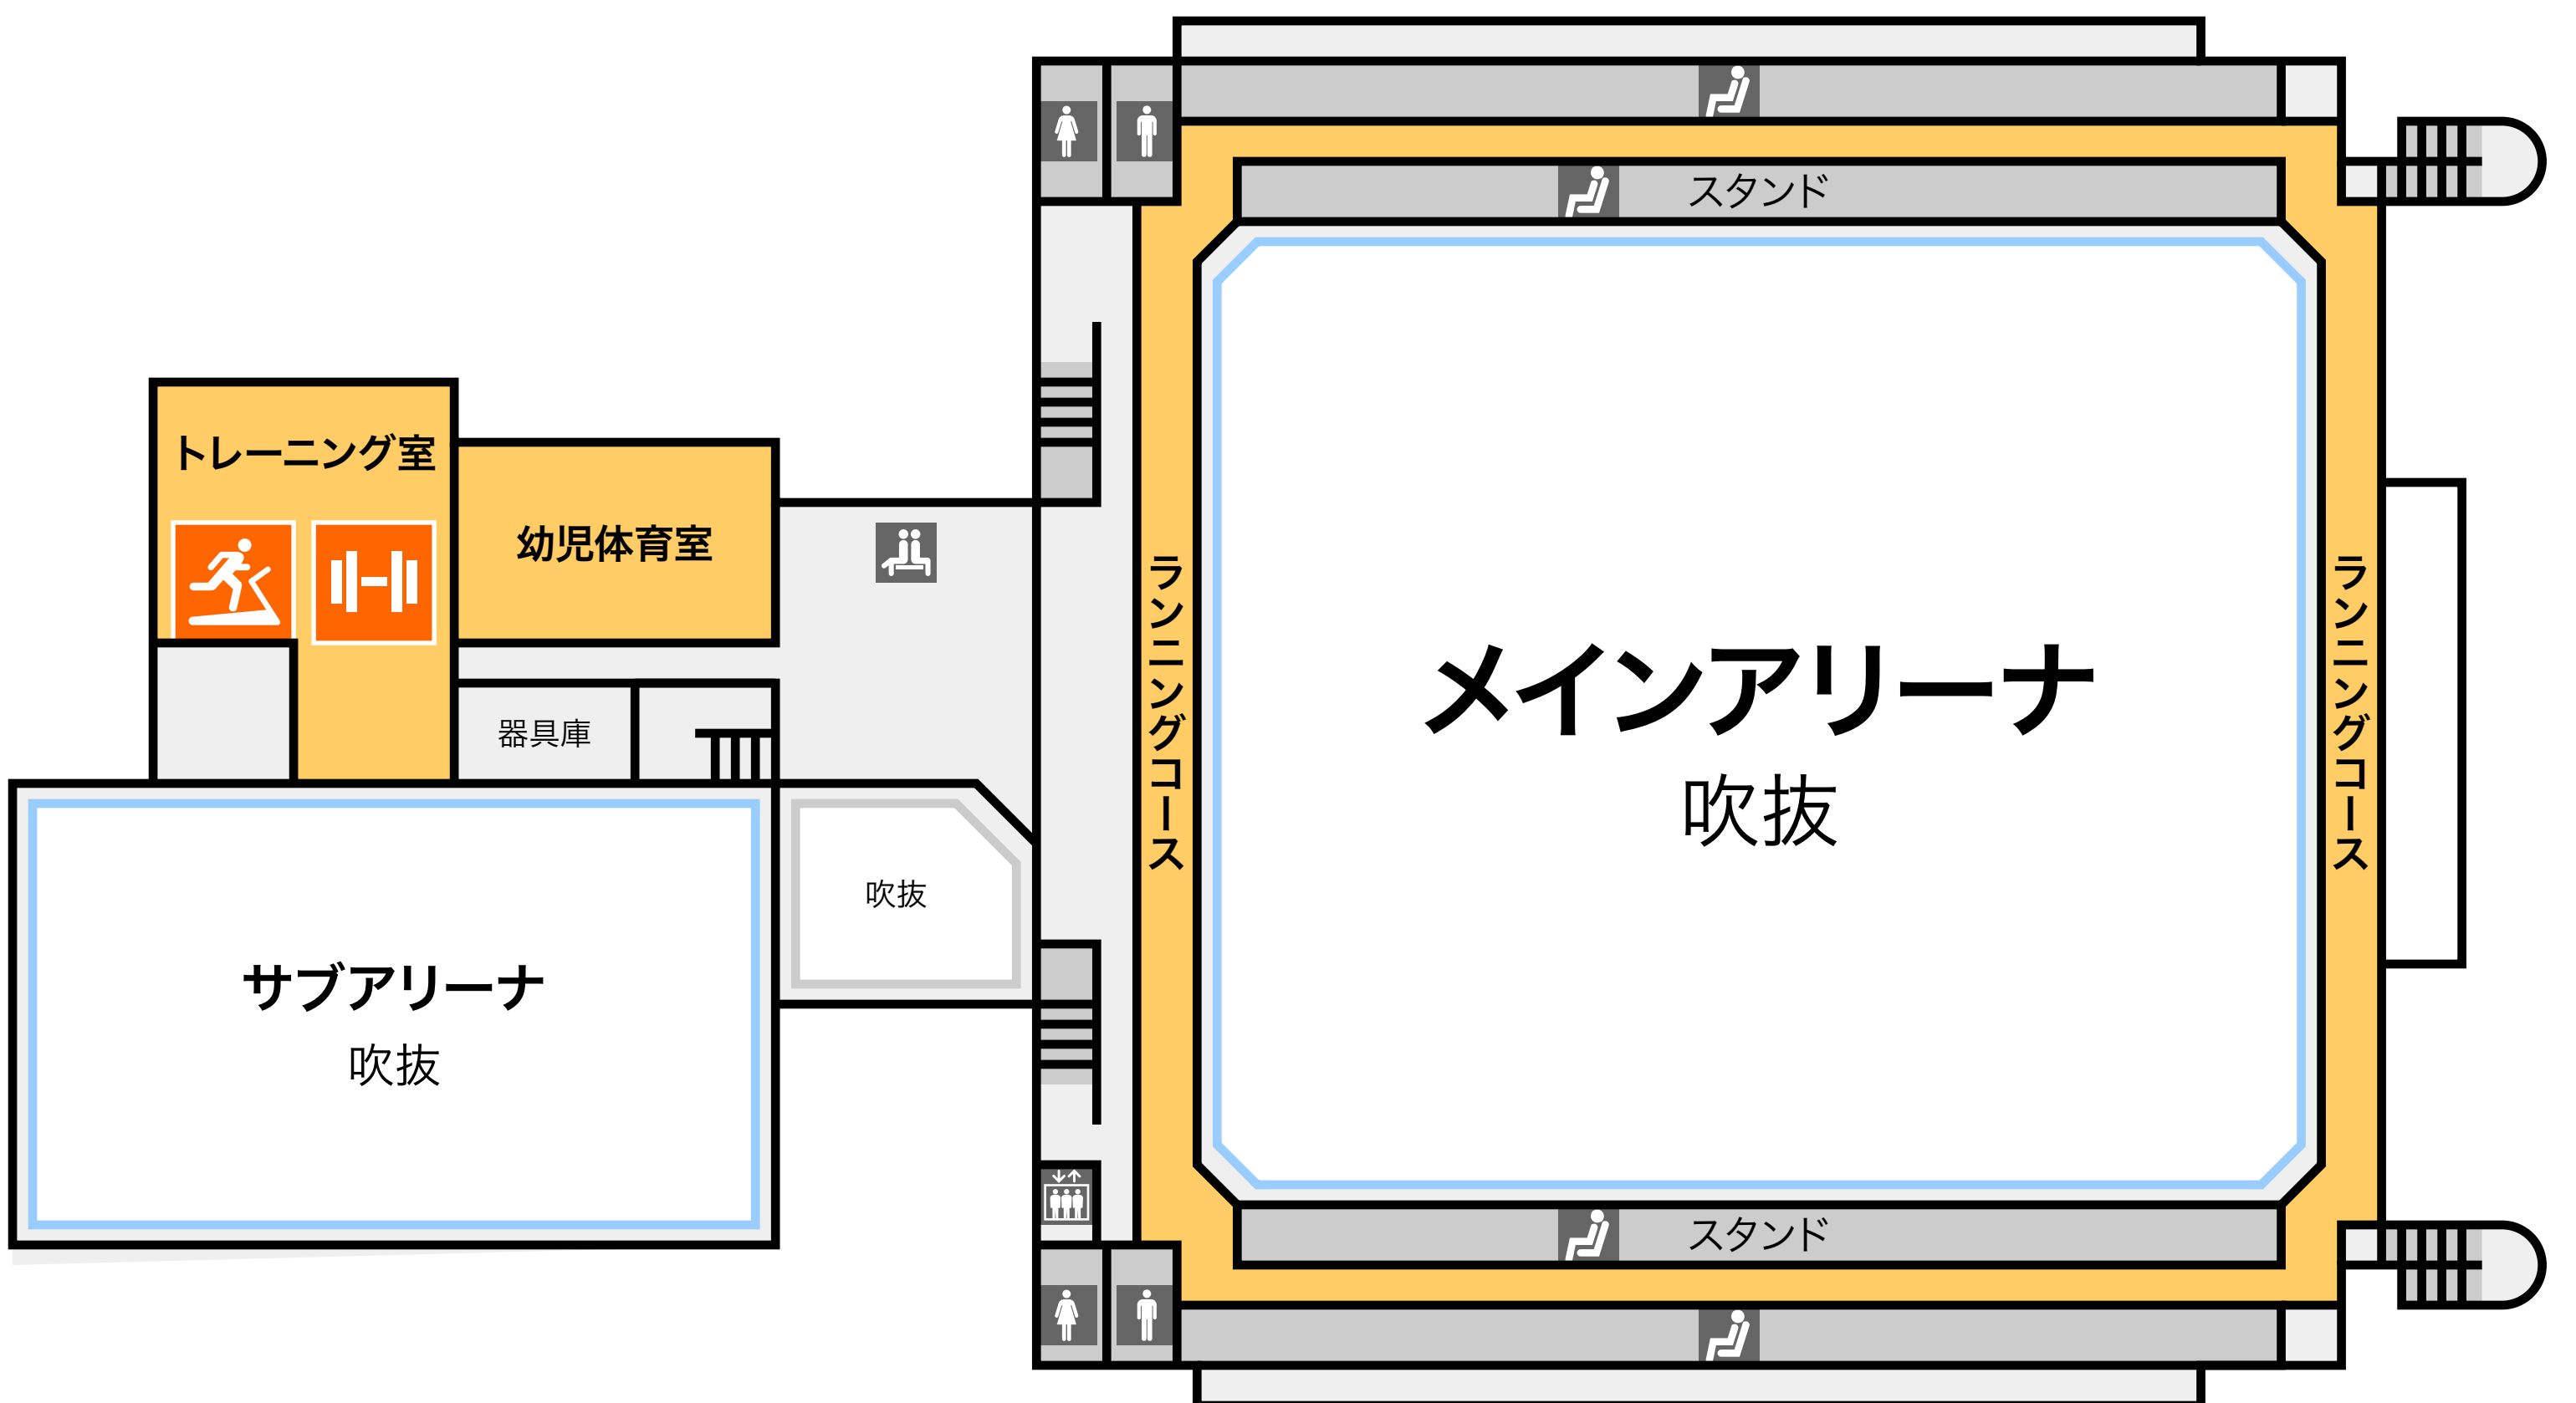 スタンド
トレーニング室
幼児体育室
器具庫
ランニングコース
メインアリーナ
吹抜
ランニングコース
吹抜
サブアリーナ
吹抜
スタンド